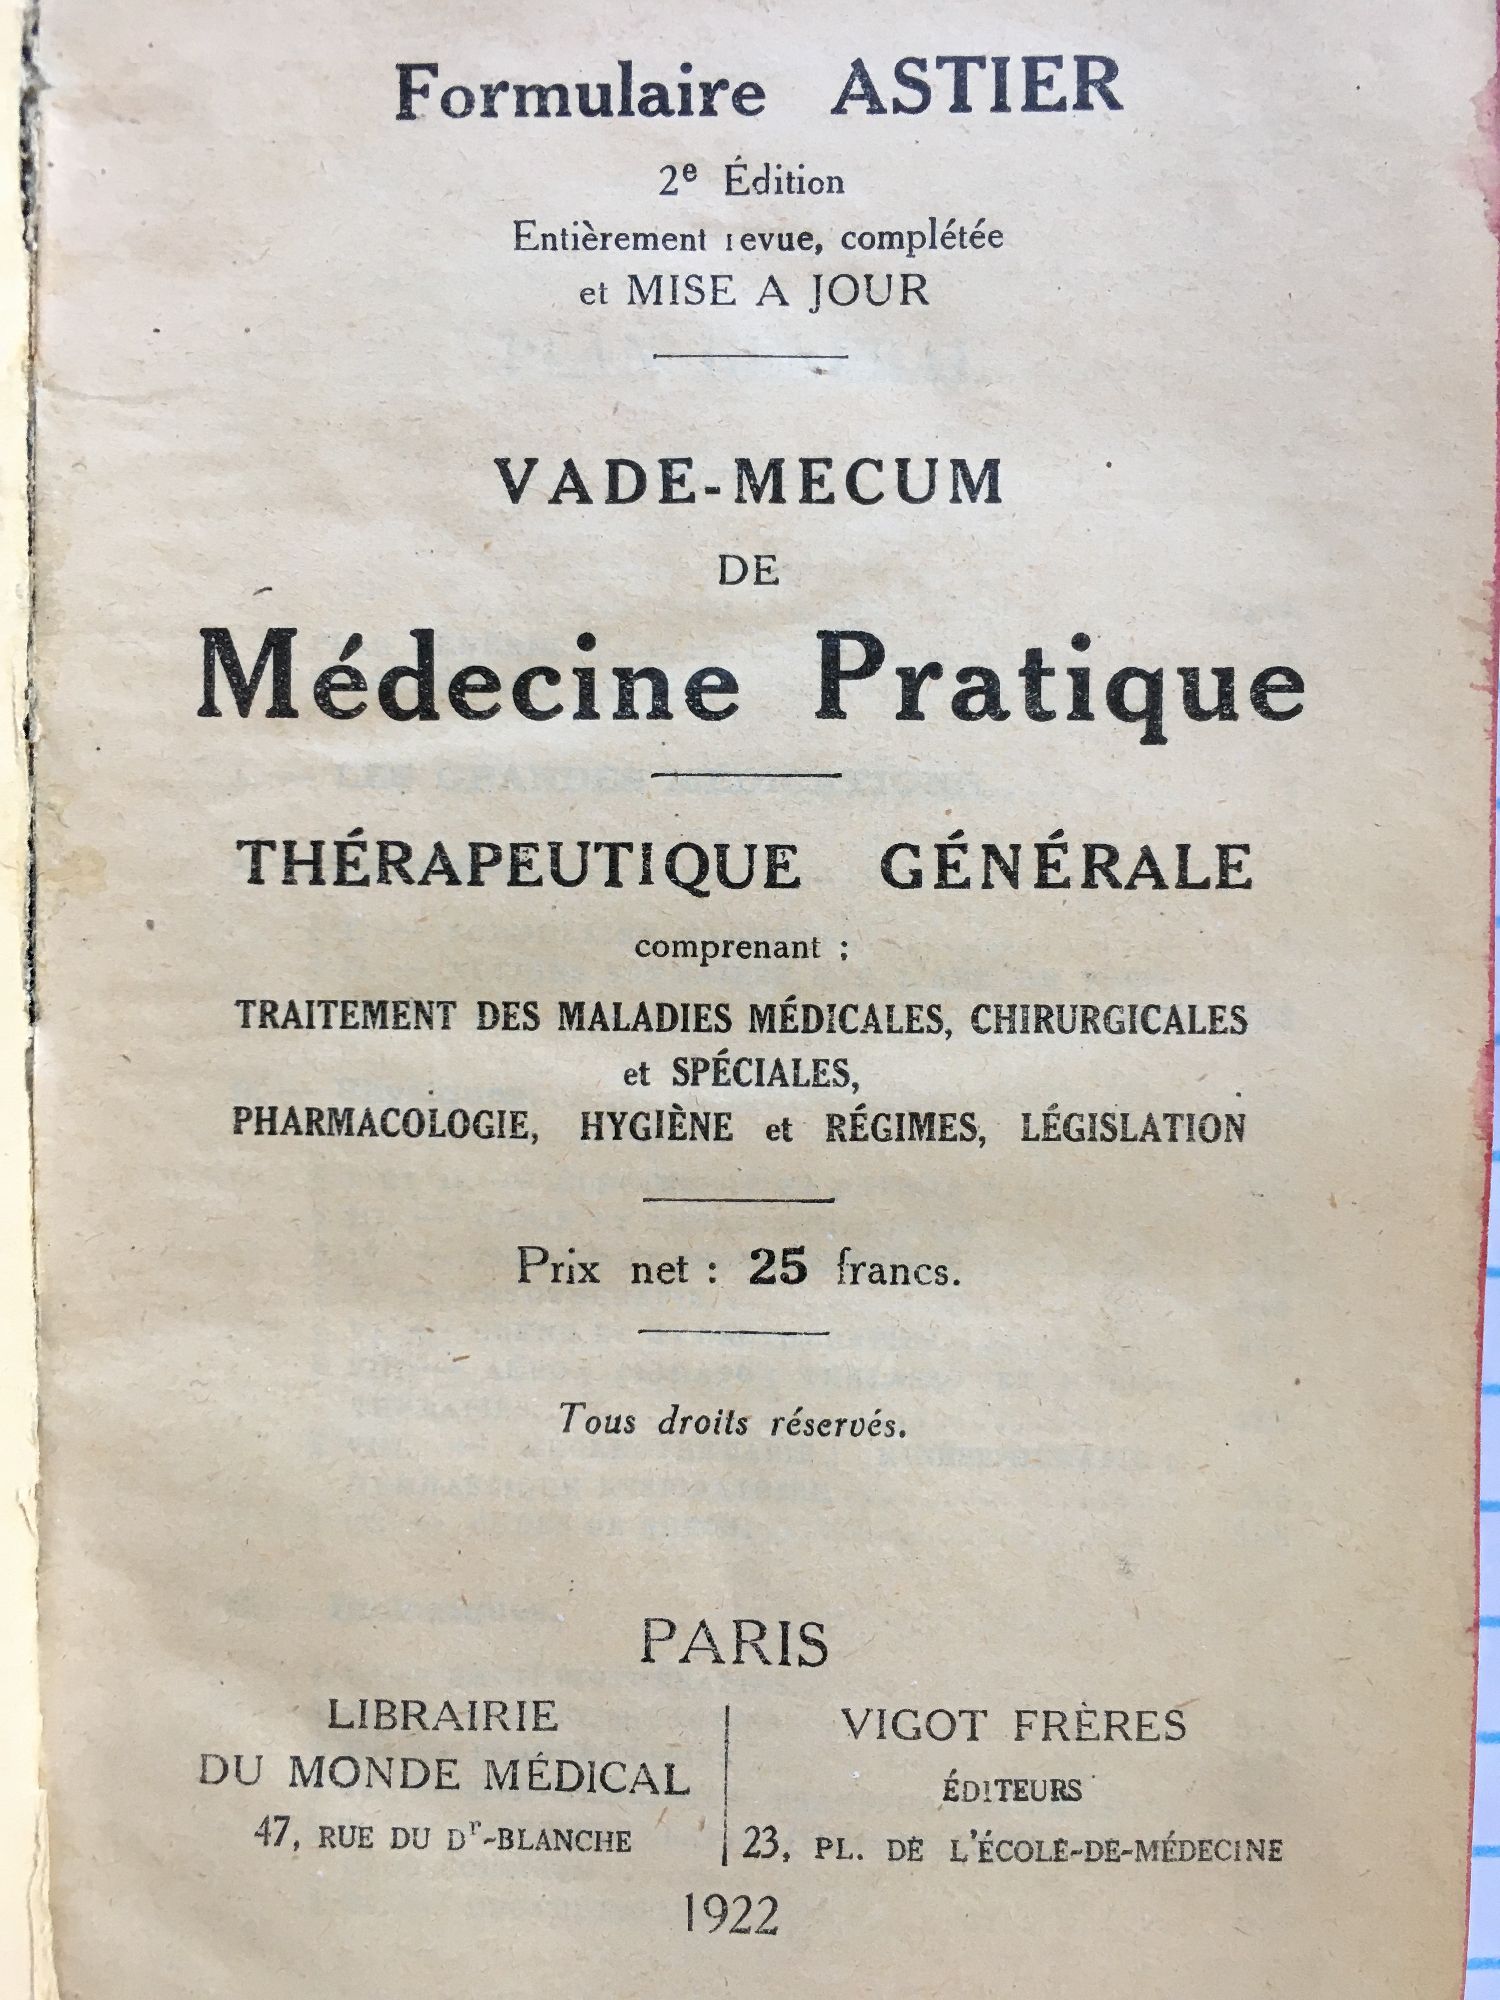 Formulaire ASTIER
2e Édition
Entièrement revue, complétée
et MISE A JOUR
VADE-MECUM
DE
Médecine Pratique
THÉRAPEUTIQUE GÉNÉRALE
comprenant :
TRAITEMENT DES MALADIES MÉDICALES, CHIRURGICALES
et SPÉCIALES,
PHARMACOLOGIE, HYGIÈNE et RÉGIMES, LÉGISLATION
Prix net : 25 francs.
Tous droits réservés.
PARIS
LIBRAIRIE
DU MONDE MÉDICAL
47, RUE DU Dr-BLANCHE
VIGOT FRÈRES
ÉDITEURS
23, PL. DE L'ÉCOLE-DE-MÉDECINE
1922